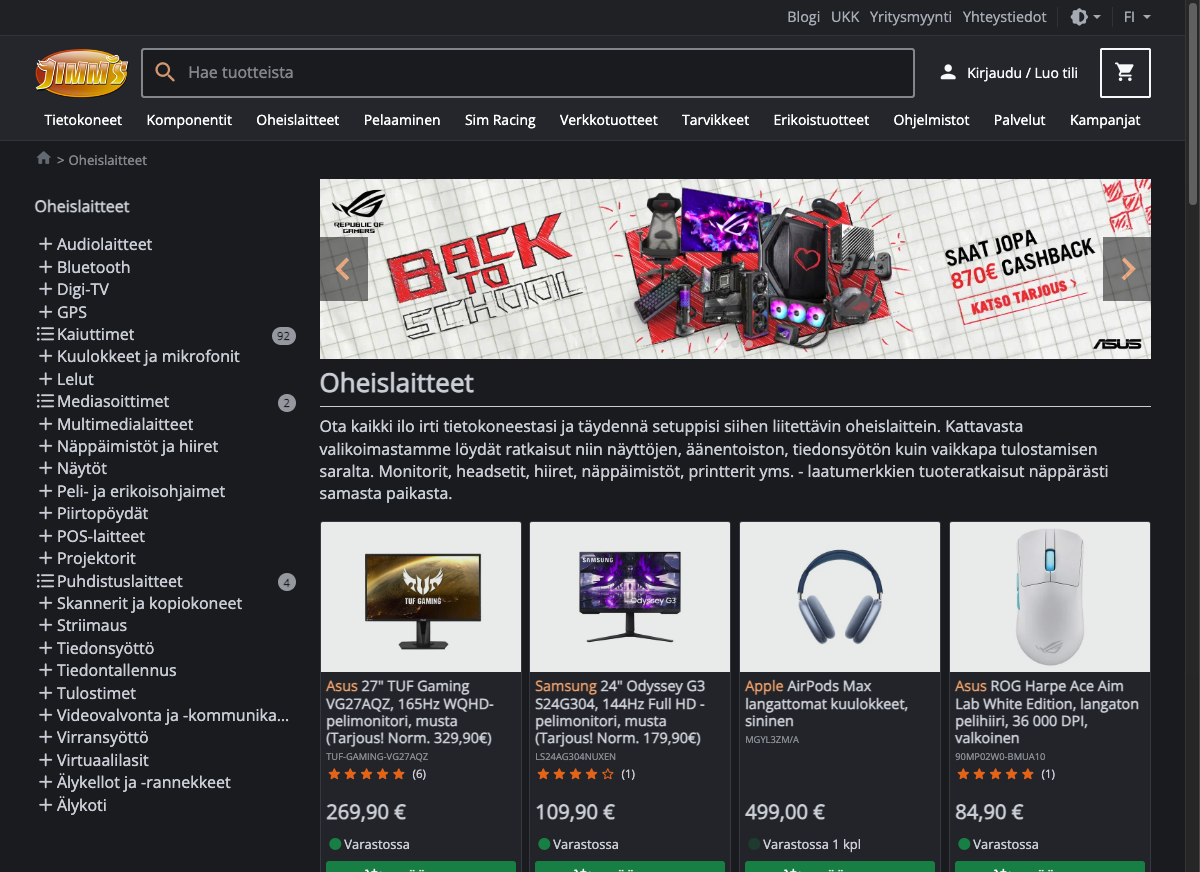 Blogi UKK Yritysmyynti Yhteystiedot FI
JIMM'S
Hae tuotteista
Kirjaudu / Luo tili
Tietokoneet Komponentit Oheislaitteet Pelaaminen Sim Racing Verkkotuotteet Tarvikkeet Erikoistuotteet Ohjelmistot Palvelut Kampanjat
> Oheislaitteet
Oheislaitteet
Audiolaitteet
Bluetooth
Digi-TV
GPS
Kaiuttimet 92
Kuulokkeet ja mikrofonit
Lelut
Mediasoittimet 2
Multimedialaitteet
Näppäimistöt ja hiiret
Näytöt
Peli- ja erikoisohjaimet
Piirtopöydät
POS-laitteet
Projektorit
Puhdistuslaitteet 4
Skannerit ja kopiokoneet
Striimaus
Tiedonsyöttö
Tiedontallennus
Tulostimet
Videovalvonta ja -kommunika...
Virransyöttö
Virtuaalilasit
Älykellot ja -rannekkeet
Älykoti
REPUBLIC OF
GAMERS
BACK
TO
SCHOOL
SAAT JOPA
870€ CASHBACK
KATSO TARJOUS >
ASUS
Oheislaitteet
Ota kaikki ilo irti tietokoneestasi ja täydennä setuppisi siihen liitettävin oheislaittein. Kattavasta
valikoimastamme löydät ratkaisut niin näyttöjen, äänentoiston, tiedonsyötön kuin vaikkapa tulostamisen
saralta. Monitorit, headsetit, hiiret, näppäimistöt, printterit yms. - laatumerkkien tuoteratkaisut näppärästi
samasta paikasta.
TUF GAMING
Asus 27" TUF Gaming
VG27AQZ, 165Hz WQHD-
pelimonitori, musta
(Tarjous! Norm. 329,90€)
TUF-GAMING-VG27AQZ
(6)
269,90 €
Varastossa
SAMSUNG
Odyssey G3
Samsung 24" Odyssey G3
S24G304, 144Hz Full HD -
pelimonitori, musta
(Tarjous! Norm. 179,90€)
LS24AG304NUXEN
(1)
109,90 €
Varastossa
Apple AirPods Max
langattomat kuulokkeet,
sininen
MGYL3ZM/A
499,00 €
Varastossa 1 kpl
Asus ROG Harpe Ace Aim
Lab White Edition, langaton
pelihiiri, 36 000 DPI,
valkoinen
90MP02W0-BMUA10
(1)
84,90 €
Varastossa